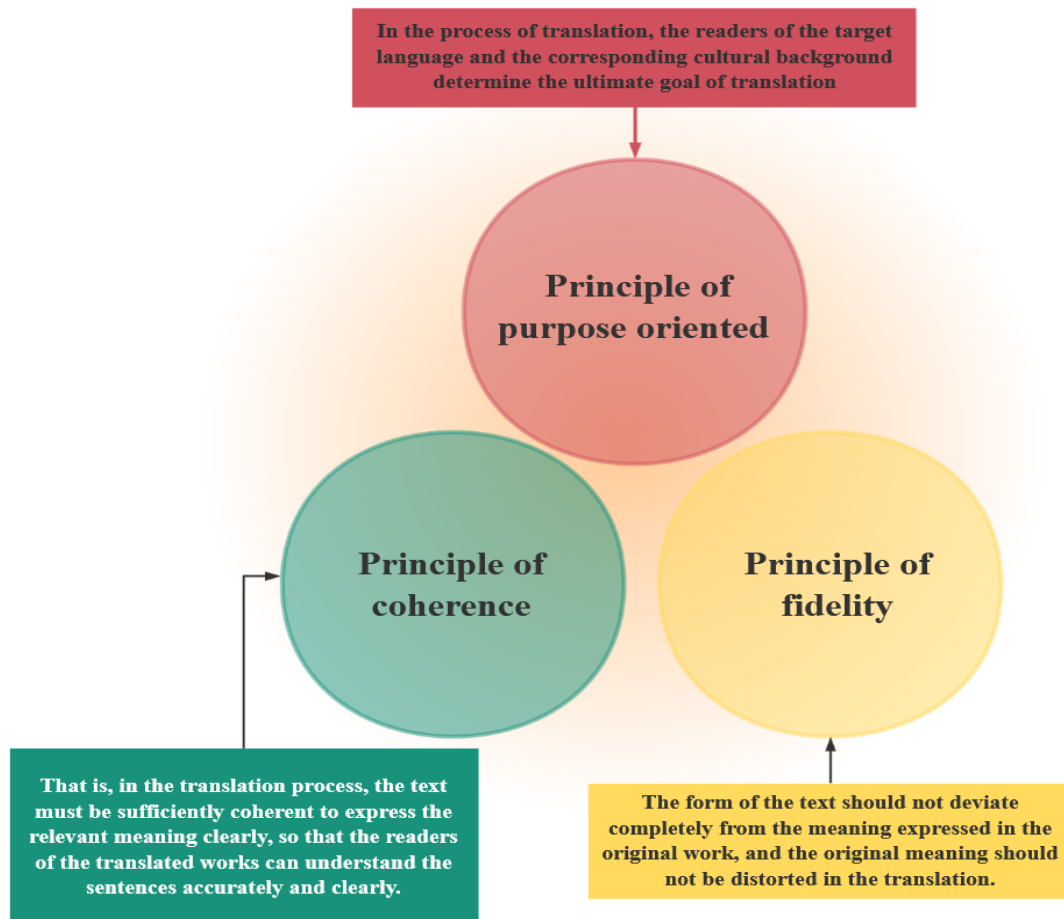 In the process of translation, the readers of the target
language and the corresponding cultural background
determine the ultimate goal of translation
Principle of
purpose oriented
Principle of
coherence
Principle of
fidelity
That is, in the translation process, the text
must be sufficiently coherent to express the
relevant meaning clearly, so that the readers
of the translated works can understand the
sentences accurately and clearly.
The form of the text should not deviate
completely from the meaning expressed in the
original work, and the original meaning should
not be distorted in the translation.